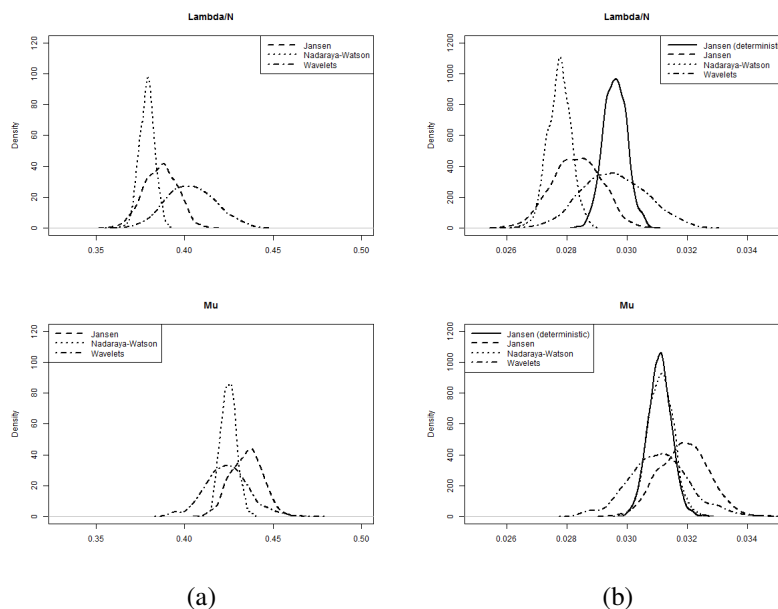 Lambda/N
Density
0 20 40 60 80 100 120
Jansen
Nadaraya-Watson
Wavelets
0.35 0.40 0.45 0.50
Lambda/N
Density
0 200 400 600 800 1000 1200
Jansen (deterministic)
Jansen
Nadaraya-Watson
Wavelets
0.026 0.028 0.030 0.032 0.034
Mu
Density
0 20 40 60 80 100 120
Jansen
Nadaraya-Watson
Wavelets
0.35 0.40 0.45 0.50
Mu
Density
0 200 400 600 800 1000
Jansen (deterministic)
Jansen
Nadaraya-Watson
Wavelets
0.026 0.028 0.030 0.032 0.034
(a)
(b)